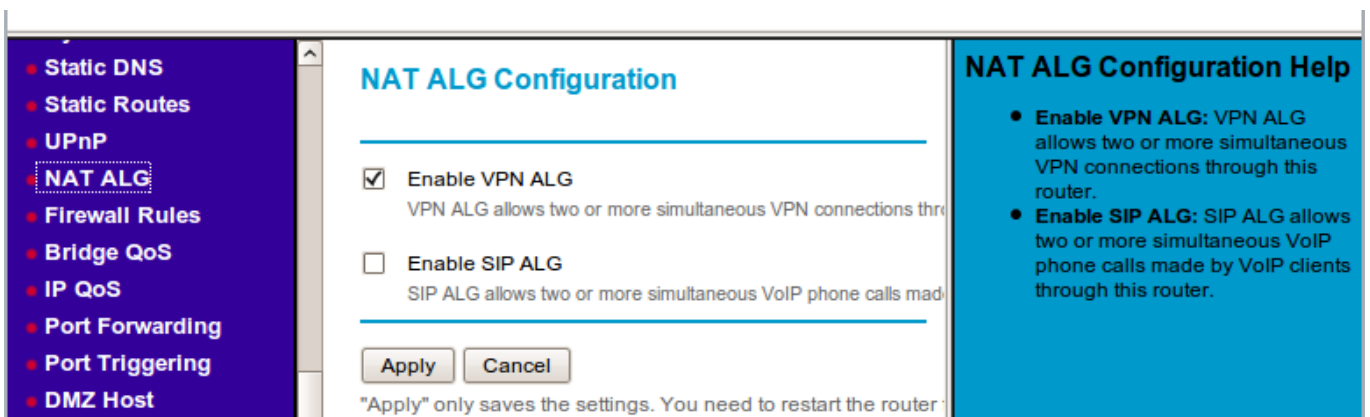 Static DNS
Static Routes
UPnP
NAT ALG
Firewall Rules
Bridge QoS
IP QoS
Port Forwarding
Port Triggering
DMZ Host
NAT ALG Configuration
Enable VPN ALG
VPN ALG allows two or more simultaneous VPN connections
Enable SIP ALG
SIP ALG allows two or more simultaneous VoIP phone calls
Apply
Cancel
"Apply" only saves the settings. You need to restart the router
NAT ALG Configuration Help
Enable VPN ALG: VPN ALG
allows two or more simultaneous
VPN connections through this
router.
Enable SIP ALG: SIP ALG allows
two or more simultaneous VoIP
phone calls made by VoIP clients
through this router.